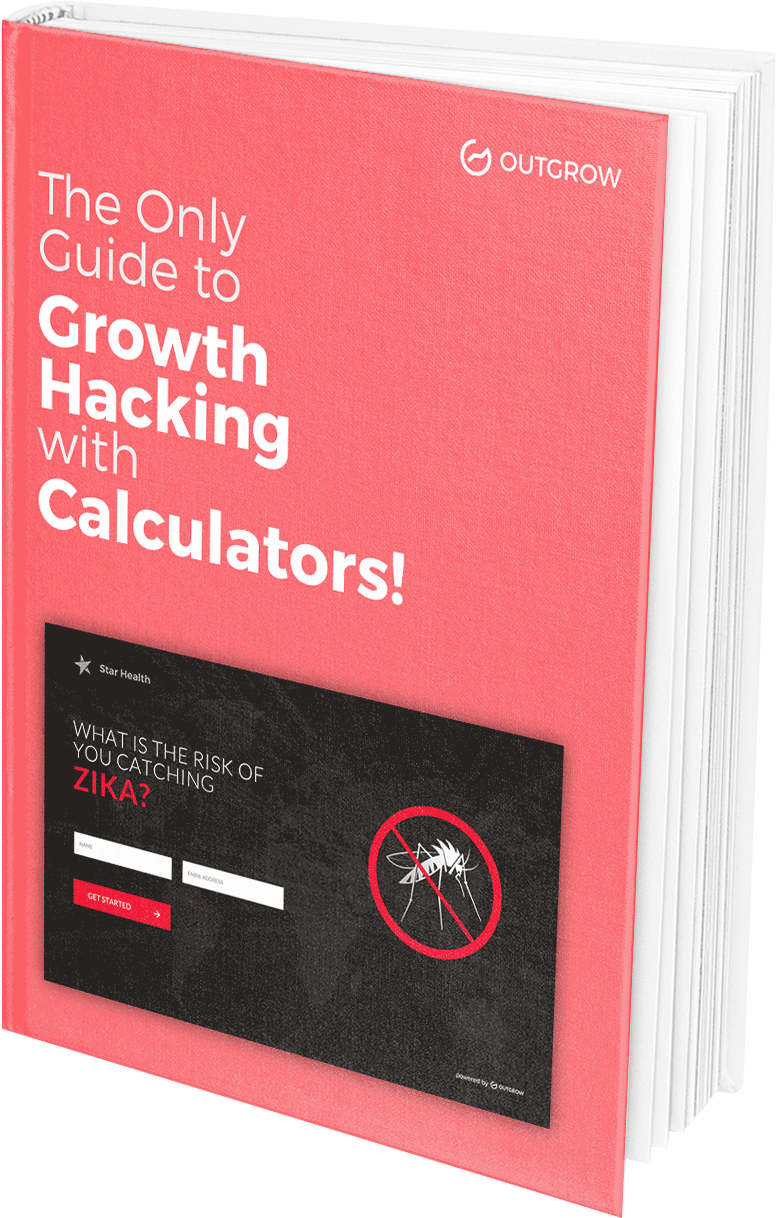 OUTGROW
The Only
Guide to
Growth
Hacking
with
Calculators!
Star Health
WHAT IS THE RISK OF
YOU CATCHING
ZIKA?
NAME
EMAIL ADDRESS
GET STARTED
powered by OUTGROW